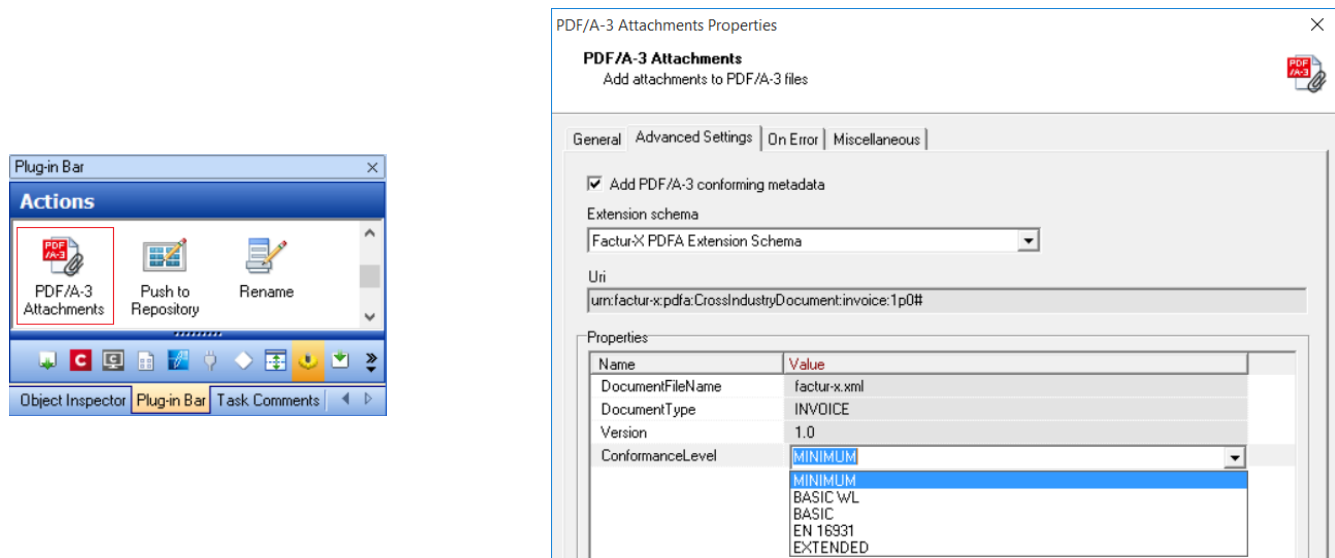 Plug-in Bar
Actions
PDF
/A-3
PDF/A-3
Attachments
Push to
Repository
Rename
Object Inspector
Plug-in Bar
Task Comments
PDF/A-3 Attachments Properties
PDF/A-3 Attachments
Add attachments to PDF/A-3 files
PDF
/A-3
General
Advanced Settings
On Error
Miscellaneous
Add PDF/A-3 conforming metadata
Extension schema
Factur-X PDFA Extension Schema
Uri
urn:factur-x:pdfa:CrossIndustryDocument:invoice:1p0#
Properties
Name Value
DocumentFileName factur-x.xml
DocumentType INVOICE
Version 1.0
ConformanceLevel MINIMUM
MINIMUM
BASIC WL
BASIC
EN 16931
EXTENDED